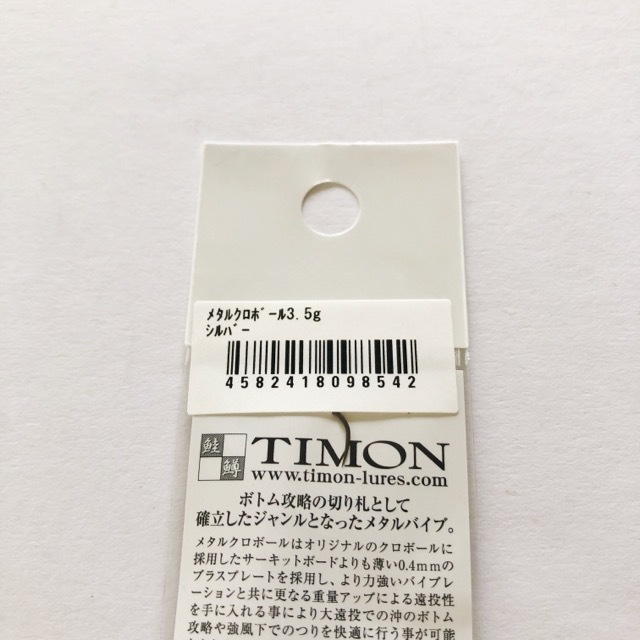 ﾒﾀﾙｸﾛﾎﾞｰﾙ3.5g
ｼﾙﾊﾞｰ
4582418098542
鮭
鱒
TIMON
www.timon-lures.com
ボトム攻略の切り札として
確立したジャンルとなったメタルバイブ。
メタルクロボールはオリジナルのクロボールに
採用したサーキットボードよりも薄い0.4mmの
ブラスプレートを採用し、より力強いバイブレ
ーションと共に更なる重量アップによる遠投性
を手に入れる事により大遠投での沖のボトム
攻略や強風下でのつりを快適に行う事が可能